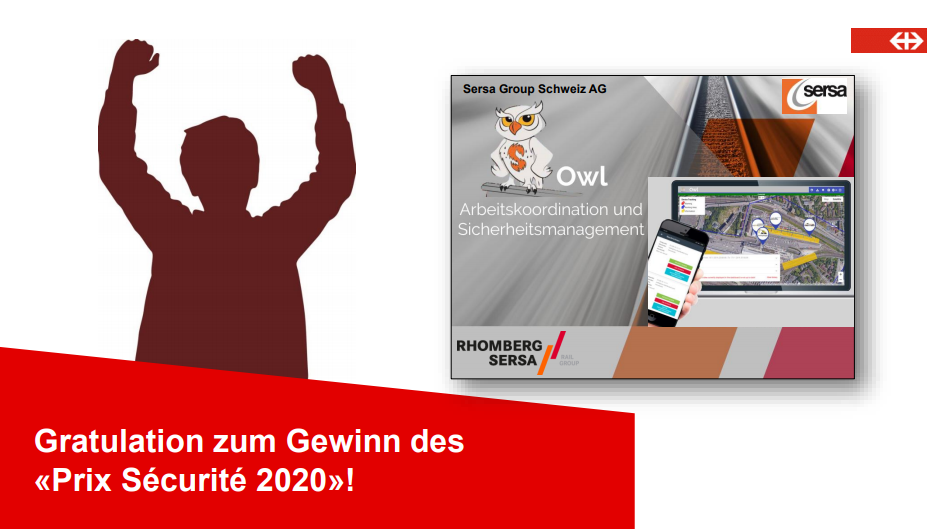 Sersa Group Schweiz AG
sersa
S
Owl
Arbeitskoordination und
Sicherheitsmanagement
RHOMBERG
SERSA
RAIL
GROUP
Gratulation zum Gewinn des
«Prix Sécurité 2020»!